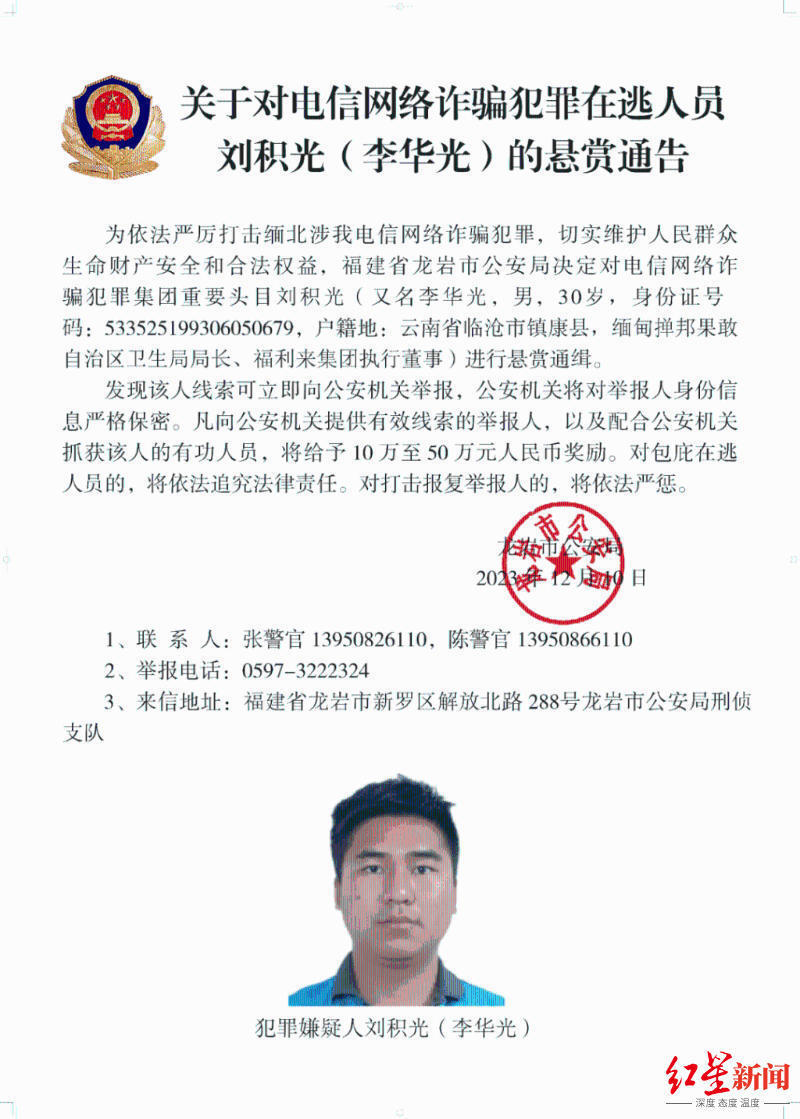 关于对电信网络诈骗犯罪在逃人员
刘积光（李华光）的悬赏通告
为依法严厉打击缅北涉我电信网络诈骗犯罪，切实维护人民群众
生命财产安全和合法权益，福建省龙岩市公安局决定对电信网络诈
骗犯罪集团重要头目刘积光（又名李华光，男，30岁，身份证号
码：533525199306050679，户籍地：云南省临沧市镇康县，缅甸掸邦果敢
自治区卫生局局长、福利来集团执行董事）进行悬赏通缉。
发现该人线索可立即向公安机关举报，公安机关将对举报人身份信
息严格保密。凡向公安机关提供有效线索的举报人，以及配合公安机关
抓获该人的有功人员，将给予 10 万至 50 万元人民币奖励。对包庇在逃
人员的，将依法追究法律责任。对打击报复举报人的，将依法严惩。
龙岩市公安局
2023 年 12 月 10 日
龙岩市公安局
1、联 系 人：张警官 13950826110，陈警官 13950866110
2、举报电话：0597-3222324
3、来信地址：福建省龙岩市新罗区解放北路 288号龙岩市公安局刑侦
支队
犯罪嫌疑人刘积光（李华光）
红星新闻
深度 态度 温度